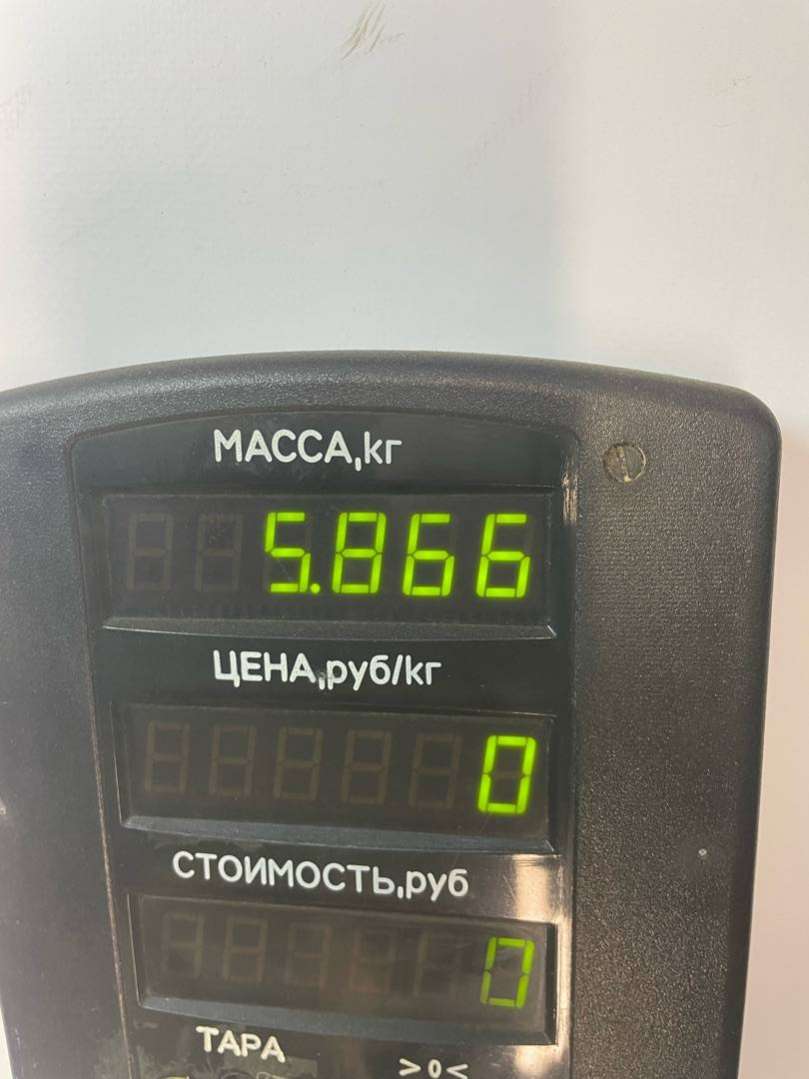 МАССА,кг
5.866
ЦЕНА,руб/кг
0
СТОИМОСТЬ,руб
0
ТАРА >0<